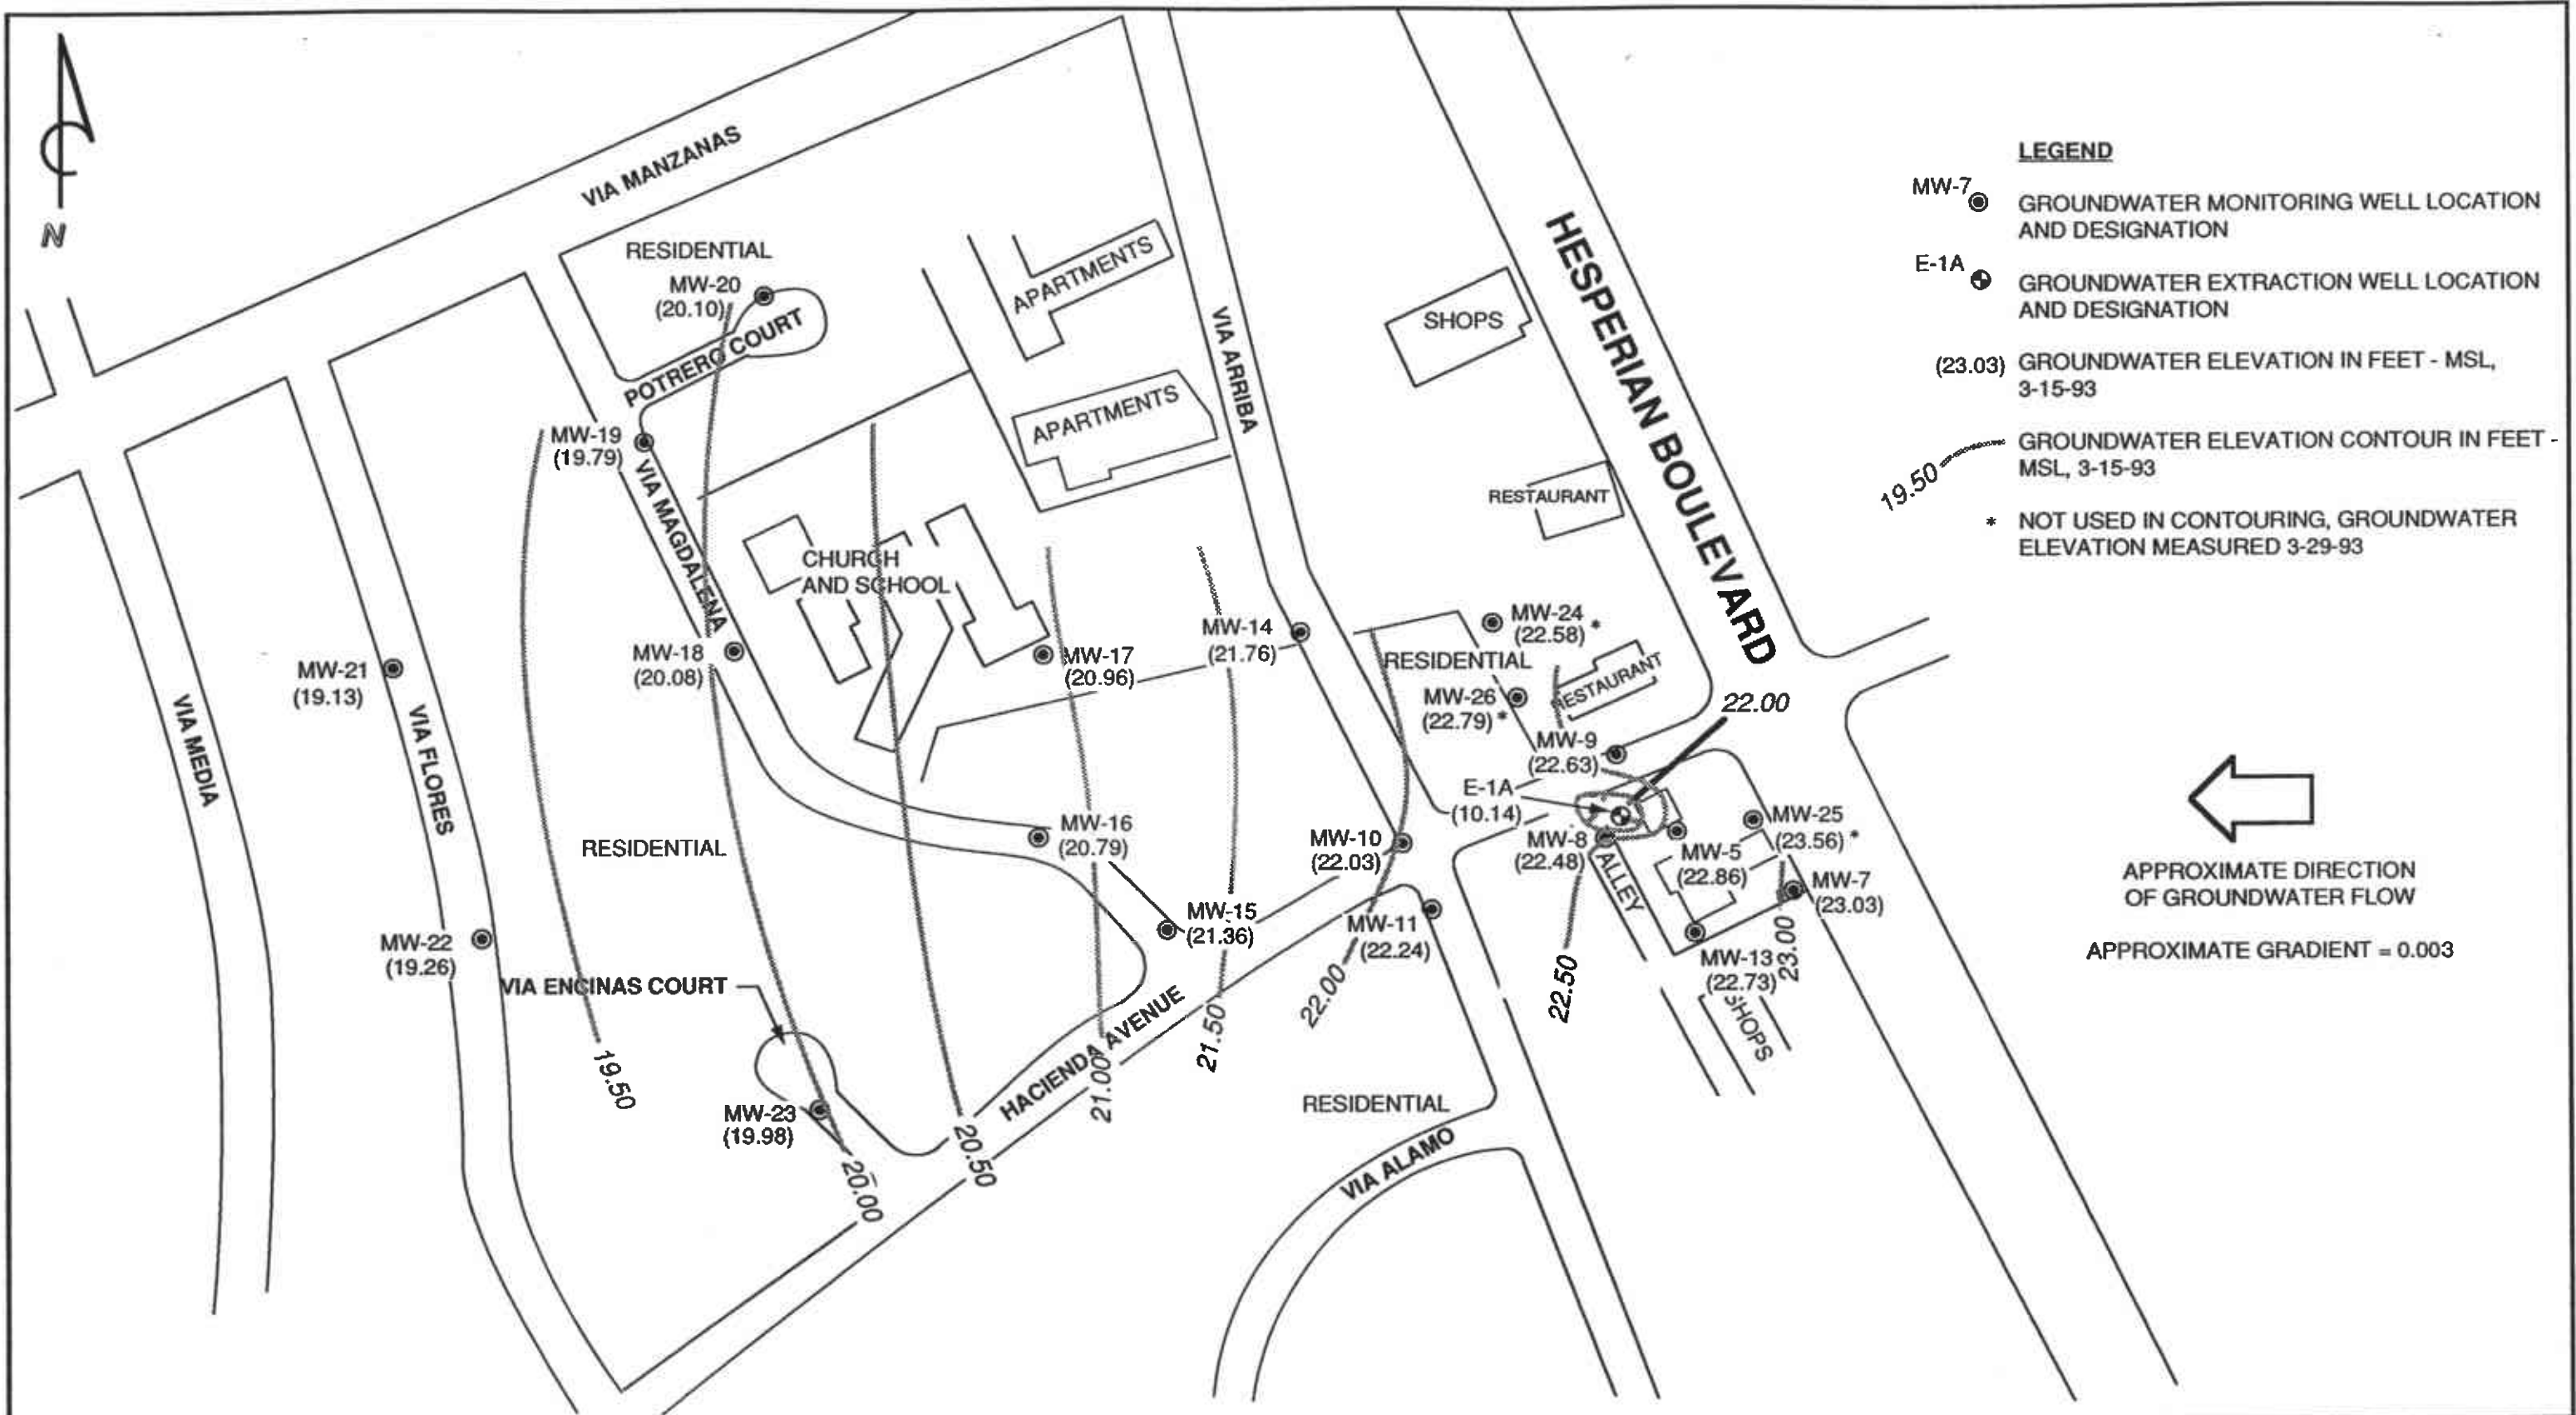 N
VIA MANZANAS
RESIDENTIAL
MW-20
(20.10)
POTRERO COURT
APARTMENTS
APARTMENTS
VIA ARRIBA
SHOPS
HESPERIAN BOULEVARD
RESTAURANT
MW-19
(19.79)
VIA MAGDALENA
CHURCH
AND SCHOOL
MW-18
(20.08)
MW-17
(20.96)
MW-14
(21.76)
MW-24
(22.58) *
RESIDENTIAL
RESTAURANT
MW-26
(22.79) *
22.00
MW-9
(22.63)
E-1A
(10.14)
MW-8
(22.48)
MW-25
(23.56) *
MW-5
(22.86)
MW-7
(23.03)
ALLEY
MW-13
(22.73)
23.00
SHOPS
22.50
MW-21
(19.13)
VIA MEDIA
VIA FLORES
RESIDENTIAL
MW-16
(20.79)
MW-10
(22.03)
MW-15
(21.36)
MW-11
(22.24)
22.00
MW-22
(19.26)
VIA ENCINAS COURT
19.50
MW-23
(19.98)
20.00
20.50
HACIENDA AVENUE
21.00
21.50
RESIDENTIAL
VIA ALAMO
LEGEND
MW-7
GROUNDWATER MONITORING WELL LOCATION
AND DESIGNATION
E-1A
GROUNDWATER EXTRACTION WELL LOCATION
AND DESIGNATION
(23.03) GROUNDWATER ELEVATION IN FEET - MSL,
3-15-93
19.50
GROUNDWATER ELEVATION CONTOUR IN FEET -
MSL, 3-15-93
* NOT USED IN CONTOURING, GROUNDWATER
ELEVATION MEASURED 3-29-93
APPROXIMATE DIRECTION
OF GROUNDWATER FLOW
APPROXIMATE GRADIENT = 0.003